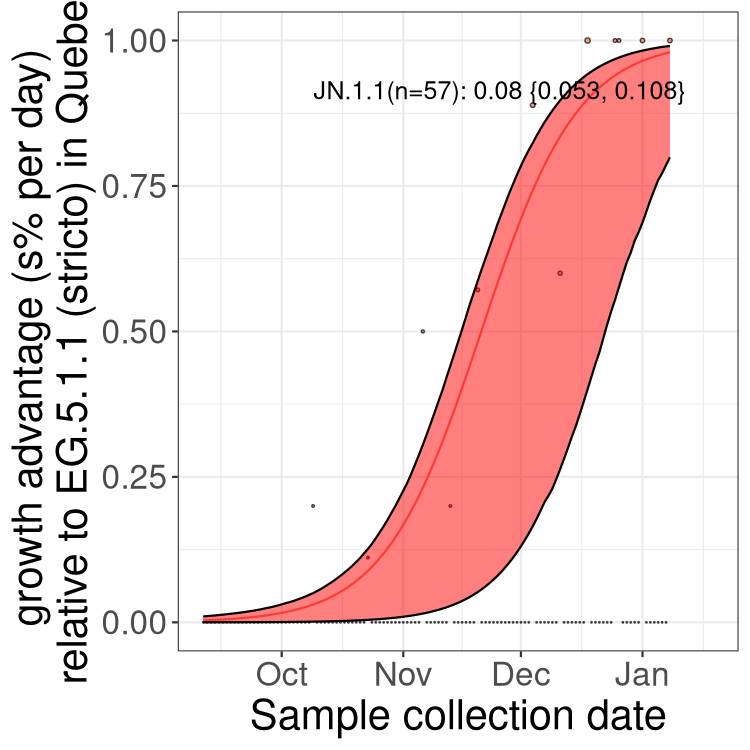 growth advantage (s% per day)
relative to EG.5.1.1 (stricto) in Quebe
1.00
0.75
0.50
0.25
0.00
JN.1.1(n=57): 0.08 {0.053, 0.108}
Oct Nov Dec Jan
Sample collection date